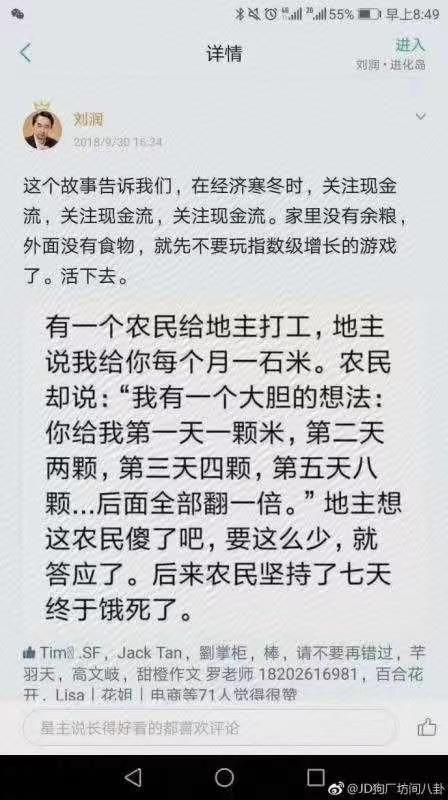 55% 早上8:49
详情
进入
刘润·进化岛
刘润
2018/9/30 16:34
这个故事告诉我们，在经济寒冬时，关注现金
流，关注现金流，关注现金流。家里没有余粮，
外面没有食物，就先不要玩指数级增长的游戏
了。活下去。
有一个农民给地主打工，地主
说我给你每个月一石米。农民
却说：“我有一个大胆的想法：
你给我第一天一颗米，第二天
两颗，第三天四颗，第五天八
颗...后面全部翻一倍。”地主想
这农民傻了吧，要这么少，就
答应了。后来农民坚持了七天
终于饿死了。
Tim .SF，Jack Tan，劉掌柜，棒，请不要再错过，芊
羽天，高文岐，甜橙作文 罗老师 18202616981，百合花
开，Lisa｜花姐｜电商等71人觉得很赞
星主说长得好看的都喜欢评论
@JD狗厂坊间八卦